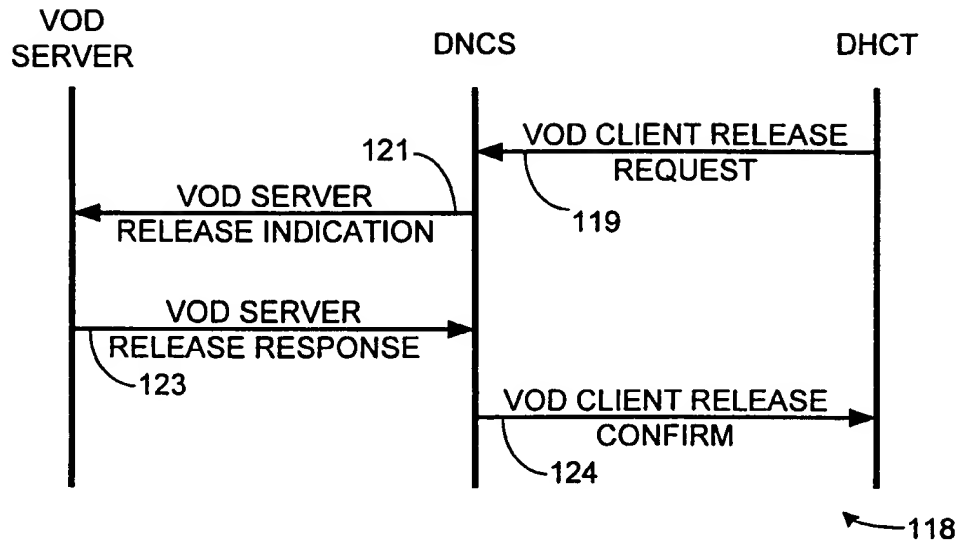 VOD
SERVER
DNCS
DHCT
VOD CLIENT RELEASE
REQUEST
119
121
VOD SERVER
RELEASE INDICATION
VOD SERVER
RELEASE RESPONSE
123
VOD CLIENT RELEASE
CONFIRM
124
118